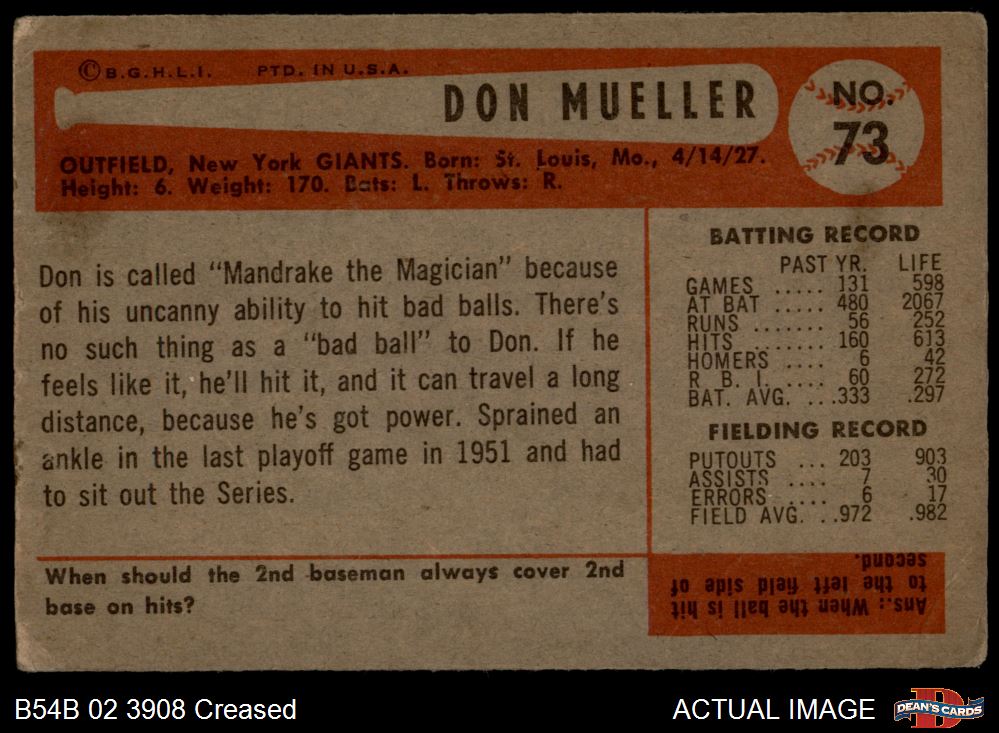 © B.G.H.L.I. PTD. IN U.S.A.
DON MUELLER
NO.
73
OUTFIELD, New York GIANTS. Born: St. Louis, Mo., 4/14/27.
Height: 6. Weight: 170. Bats: L. Throws: R.
Don is called “Mandrake the Magician” because
of his uncanny ability to hit bad balls. There's
no such thing as a “bad ball” to Don. If he
feels like it, he'll hit it, and it can travel a long
distance, because he's got power. Sprained an
ankle in the last playoff game in 1951 and had
to sit out the Series.
BATTING RECORD
PAST YR. LIFE
GAMES ..... 131 598
AT BAT ..... 480 2067
RUNS ....... 56 252
HITS ........ 160 613
HOMERS .... 6 42
R. B. I. .... 60 272
BAT. AVG. ...333 .297
FIELDING RECORD
PUTOUTS ... 203 903
ASSISTS .... 7 30
ERRORS .... 6 17
FIELD AVG. ..972 .982
When should the 2nd baseman always cover 2nd
base on hits?
Ans.: When the ball is hit
to the left field side of
second.
B54B 02 3908 Creased
ACTUAL IMAGE
DEAN'S CARDS